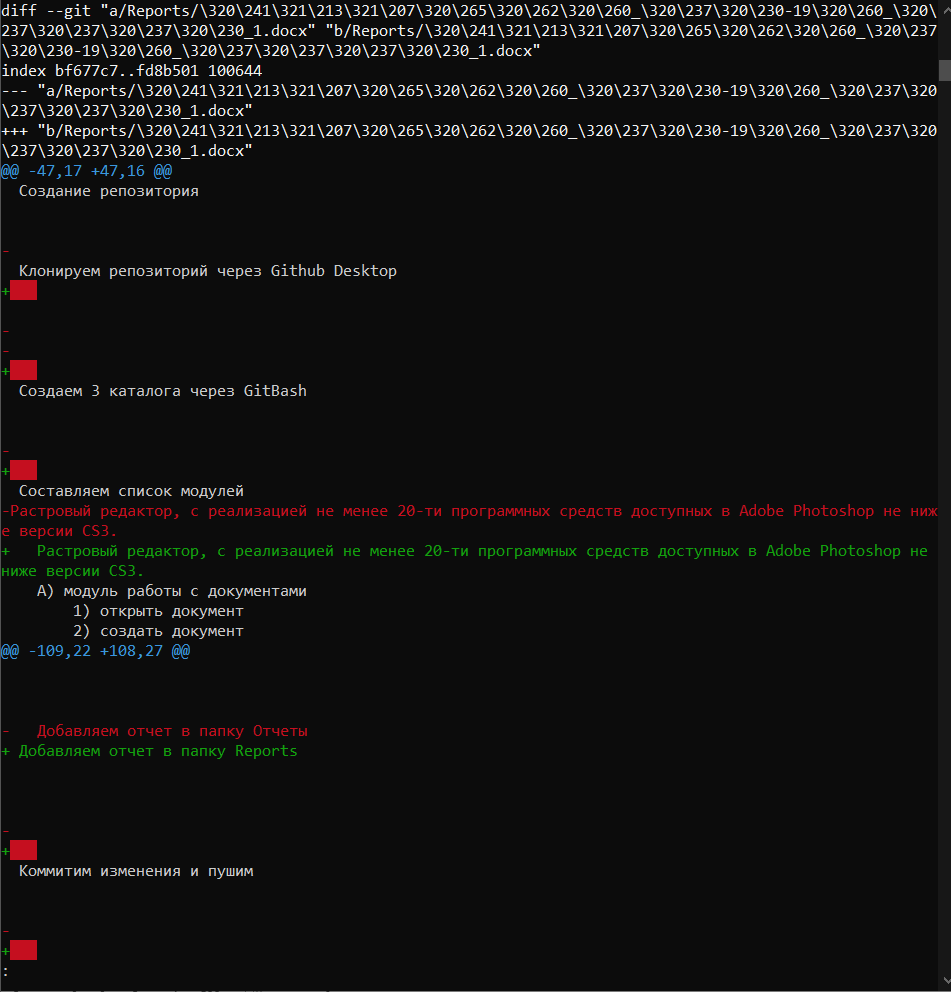 diff --git "a/Reports/\320\241\321\213\321\207\320\265\320\262\320\260_\320\237\320\230-19\320\260_\320\
237\320\237\320\237\320\230_1.docx" "b/Reports/\320\241\321\213\321\207\320\265\320\262\320\260_\320\237
\320\230-19\320\260_\320\237\320\237\320\237\320\237\320\230_1.docx"
index bf677c7..fd8b501 100644
--- "a/Reports/\320\241\321\213\321\207\320\265\320\262\320\260_\320\237\320\230-19\320\260_\320\237\320
\237\320\237\320\230_1.docx"
+++ "b/Reports/\320\241\321\213\321\207\320\265\320\262\320\260_\320\237\320\230-19\320\260_\320\237\320
\237\320\237\320\230_1.docx"
@@ -47,17 +47,16 @@
Создание репозитория
-
Клонируем репозиторий через Github Desktop
+
-
-
+
Создаем 3 каталога через GitBash
-
+
Составляем список модулей
-Растровый редактор, с реализацией не менее 20-ти программных средств доступных в Adobe Photoshop не ниж
е версии CS3.
+   Растровый редактор, с реализацией не менее 20-ти программных средств доступных в Adobe Photoshop не
ниже версии CS3.
А) модуль работы с документами
1) открыть документ
2) создать документ
@@ -109,22 +108,27 @@
-   Добавляем отчет в папку Отчеты
+ Добавляем отчет в папку Reports
-
+
Коммитим изменения и пушим
-
+
: